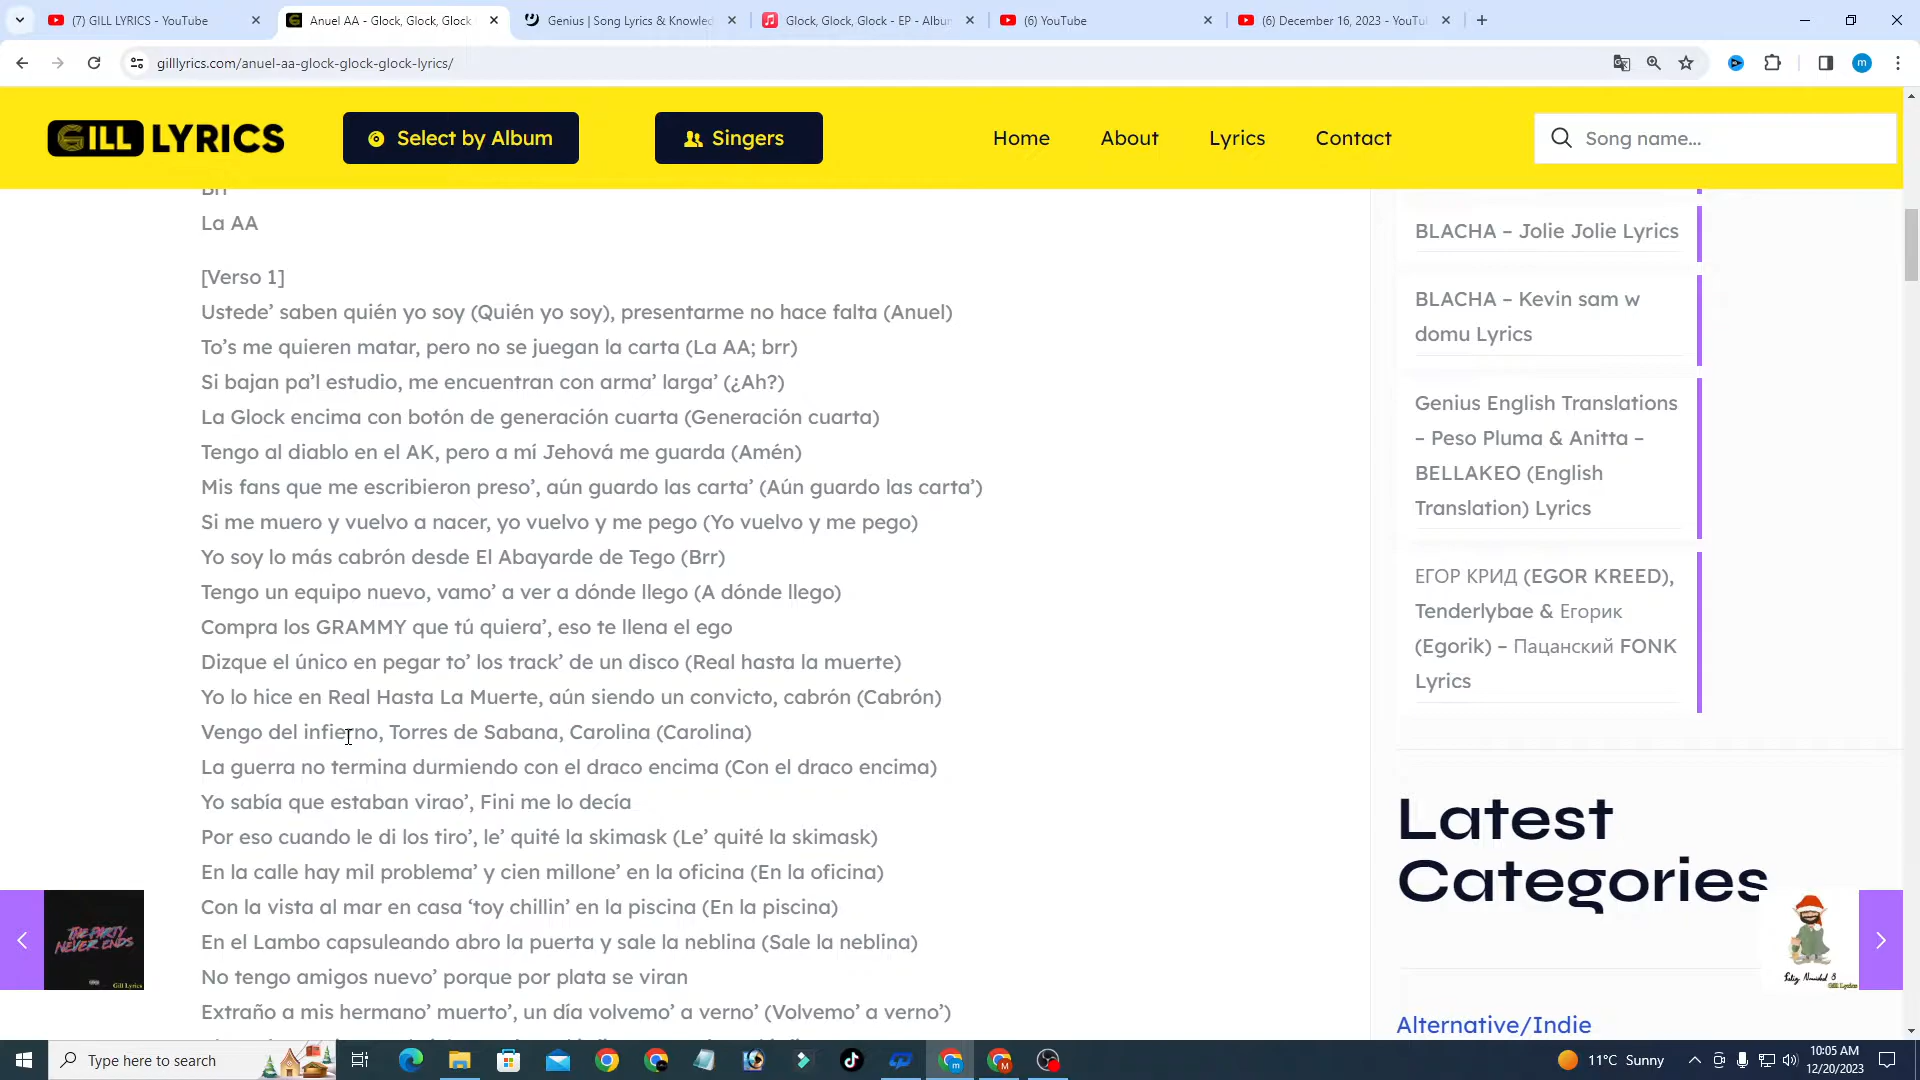 (7) GILL LYRICS - YouTube
Anuel AA - Glock, Glock, Glock
Genius | Song Lyrics & Knowled
Glock, Glock, Glock - EP - Albun
(6) YouTube
(6) December 16, 2023 - YouTu
gilllyrics.com/anuel-aa-glock-glock-glock-lyrics/
m
GILL LYRICS
Select by Album
Singers
Home
About
Lyrics
Contact
Song name...
Brr
La AA
[Verso 1]
Ustede’ saben quién yo soy (Quién yo soy), presentarme no hace falta (Anuel)
To’s me quieren matar, pero no se juegan la carta (La AA; brr)
Si bajan pa’l estudio, me encuentran con arma’ larga’ (¿Ah?)
La Glock encima con botón de generación cuarta (Generación cuarta)
Tengo al diablo en el AK, pero a mí Jehová me guarda (Amén)
Mis fans que me escribieron preso’, aún guardo las carta’ (Aún guardo las carta’)
Si me muero y vuelvo a nacer, yo vuelvo y me pego (Yo vuelvo y me pego)
Yo soy lo más cabrón desde El Abayarde de Tego (Brr)
Tengo un equipo nuevo, vamo’ a ver a dónde llego (A dónde llego)
Compra los GRAMMY que tú quiera’, eso te llena el ego
Dizque el único en pegar to’ los track’ de un disco (Real hasta la muerte)
Yo lo hice en Real Hasta La Muerte, aún siendo un convicto, cabrón (Cabrón)
Vengo del infierno, Torres de Sabana, Carolina (Carolina)
La guerra no termina durmiendo con el draco encima (Con el draco encima)
Yo sabía que estaban virao’, Fini me lo decía
Por eso cuando le di los tiro’, le’ quité la skimask (Le’ quité la skimask)
En la calle hay mil problema’ y cien millone’ en la oficina (En la oficina)
Con la vista al mar en casa ‘toy chillin’ en la piscina (En la piscina)
En el Lambo capsuleando abro la puerta y sale la neblina (Sale la neblina)
No tengo amigos nuevo’ porque por plata se viran
Extraño a mis hermano’ muerto’, un día volvemo’ a verno’ (Volvemo’ a verno’)
BLACHA – Jolie Jolie Lyrics
BLACHA – Kevin sam w
domu Lyrics
Genius English Translations
– Peso Pluma & Anitta –
BELLAKEO (English
Translation) Lyrics
ЕГОР КРИД (EGOR KREED),
Tenderlybae & Егорик
(Egorik) – Пацанский FONK
Lyrics
Latest
Categories
Alternative/Indie
THE PARTY
NEVER ENDS
Gill Lyrics
Feliz Navidad 8
Gill Lyrics
Type here to search
11°C Sunny
10:05 AM
12/20/2023